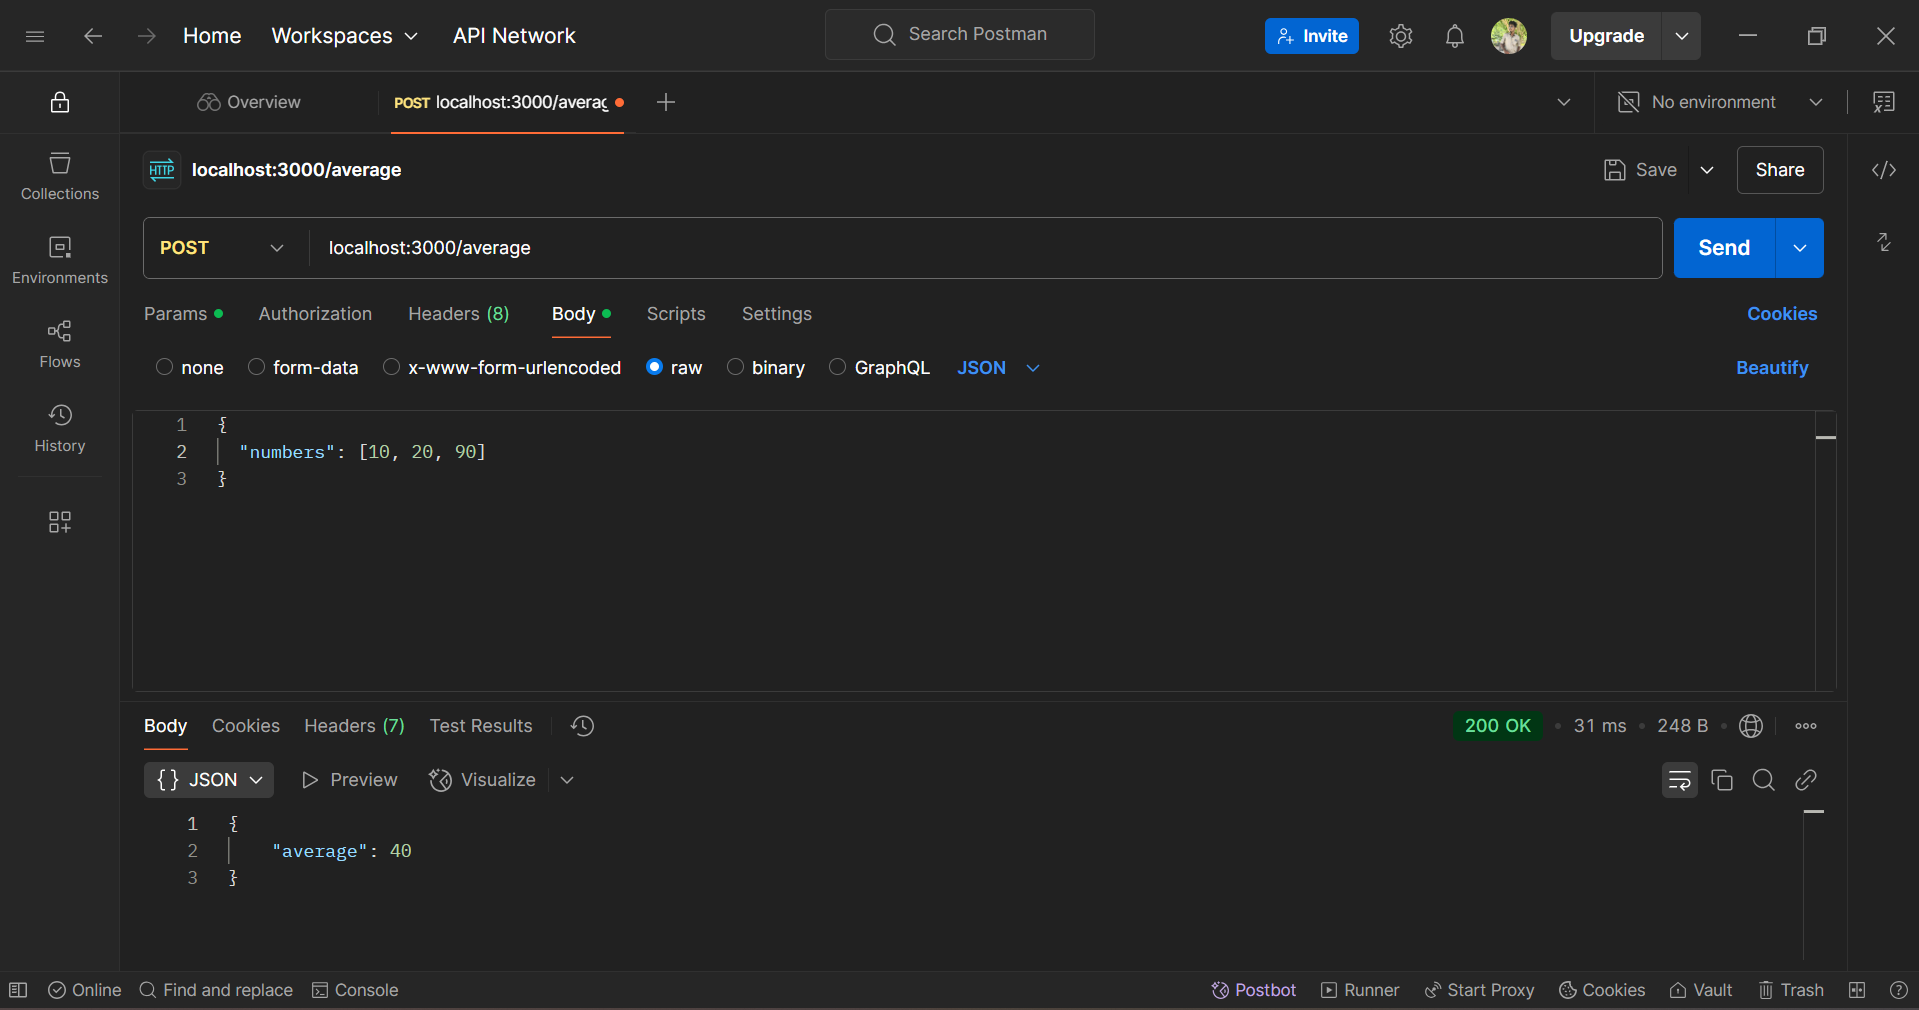 Home Workspaces API Network Search Postman Invite Upgrade
Overview POST localhost:3000/averag No environment
HTTP localhost:3000/average Save Share
Collections
POST localhost:3000/average Send
Environments
Params Authorization Headers (8) Body Scripts Settings Cookies
Flows
none form-data x-www-form-urlencoded raw binary GraphQL JSON Beautify
History
1 {
2 "numbers": [10, 20, 90]
3 }
Body Cookies Headers (7) Test Results 200 OK • 31 ms • 248 B •
{} JSON Preview Visualize
1 {
2 "average": 40
3 }
Online Find and replace Console Postbot Runner Start Proxy Cookies Vault Trash